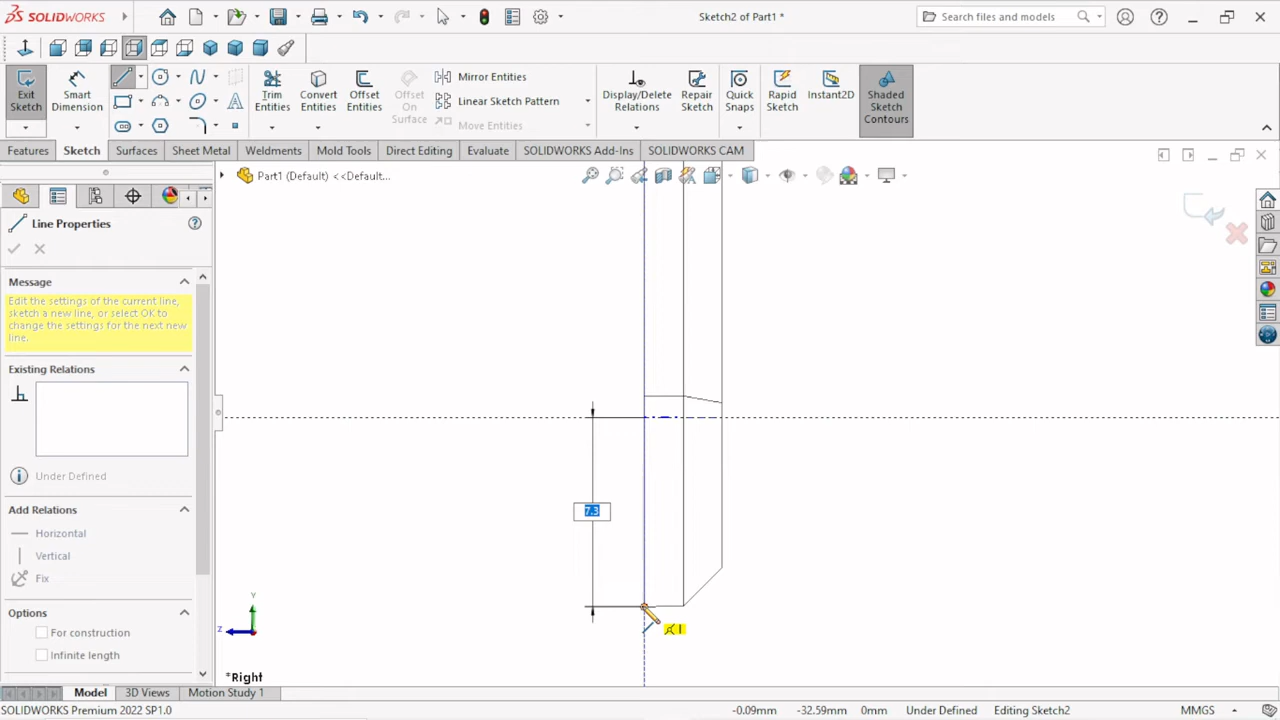 SOLIDWORKS
Sketch2 of Part1 *
Search files and models
Exit
Sketch
Smart
Dimension
Trim
Entities
Convert
Entities
Offset
Entities
Offset
On
Surface
Mirror Entities
Linear Sketch Pattern
Move Entities
Display/Delete
Relations
Repair
Sketch
Quick
Snaps
Rapid
Sketch
Instant2D
Shaded
Sketch
Contours
Features
Sketch
Surfaces
Sheet Metal
Weldments
Mold Tools
Direct Editing
Evaluate
SOLIDWORKS Add-Ins
SOLIDWORKS CAM
Part1 (Default) <<Default...
Line Properties
Message
Edit the settings of the current line,
sketch a new line, or select OK to
change the settings for the next new
line.
Existing Relations
Under Defined
Add Relations
Horizontal
Vertical
Fix
Options
For construction
Infinite length
7.3
Y
Z
*Right
Model
3D Views
Motion Study 1
SOLIDWORKS Premium 2022 SP1.0
-0.09mm
-32.59mm
0mm
Under Defined
Editing Sketch2
MMGS